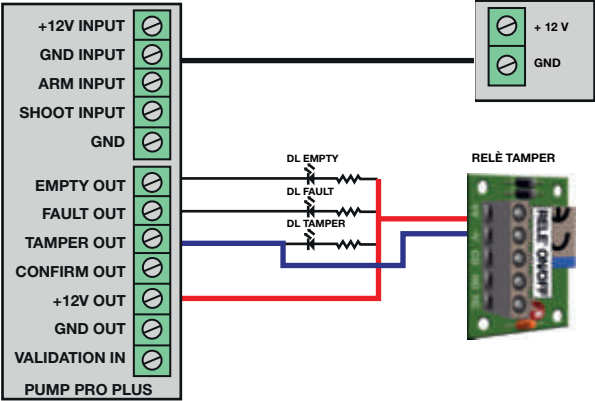 +12V INPUT
GND INPUT
ARM INPUT
SHOOT INPUT
GND
EMPTY OUT
FAULT OUT
TAMPER OUT
CONFIRM OUT
+12V OUT
GND OUT
VALIDATION IN
PUMP PRO PLUS
+ 12 V
GND
DL EMPTY
DL FAULT
DL TAMPER
RELÈ TAMPER
RELE ON/OFF